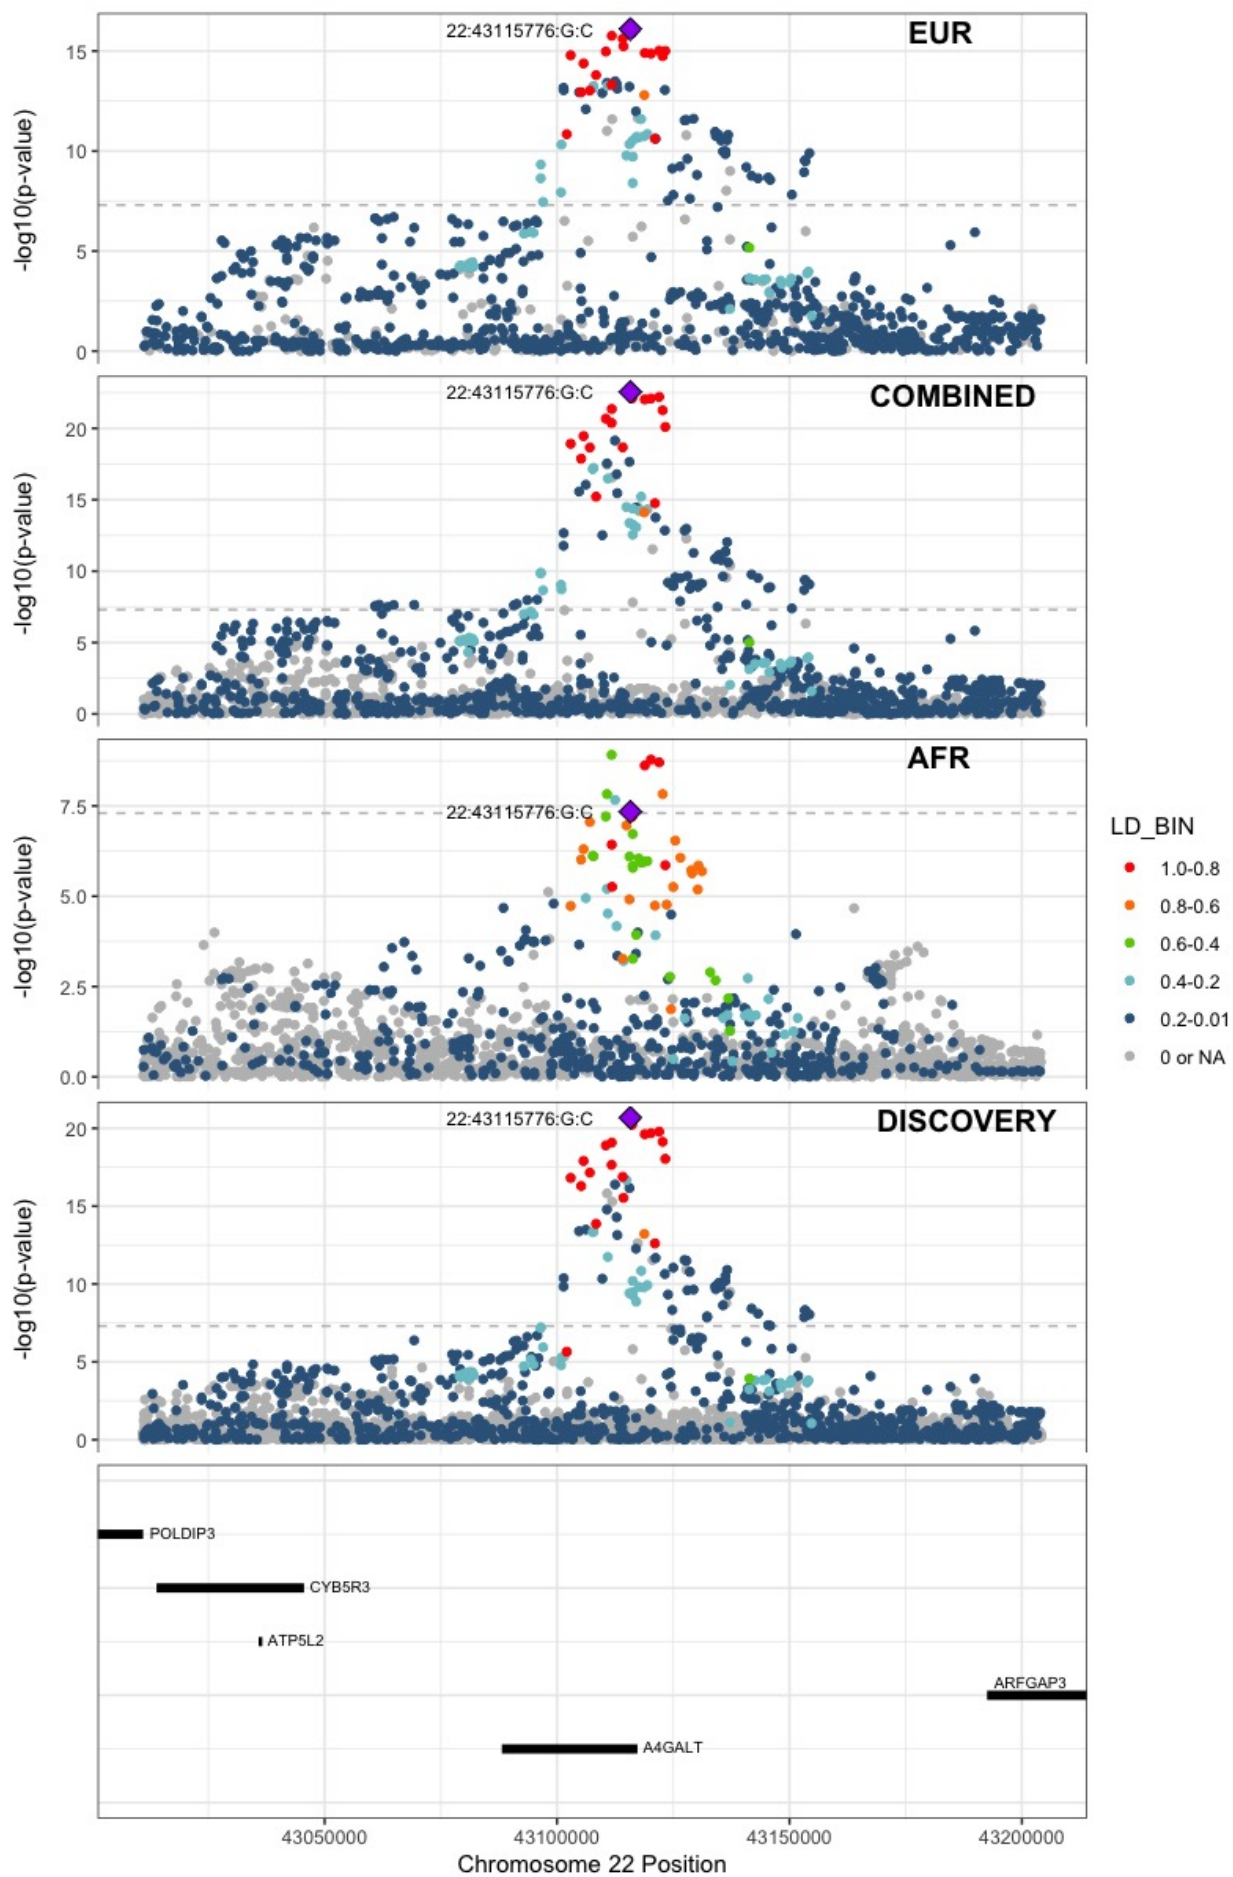 EUR
22:43115776:G:C
15
10
5
0
-log10(p-value)
COMBINED
22:43115776:G:C
20
15
10
5
0
-log10(p-value)
AFR
22:43115776:G:C
7.5
5.0
2.5
0.0
-log10(p-value)
LD_BIN
1.0-0.8
0.8-0.6
0.6-0.4
0.4-0.2
0.2-0.01
0 or NA
DISCOVERY
22:43115776:G:C
20
15
10
5
0
-log10(p-value)
POLDIP3
CYB5R3
ATP5L2
ARFGAP3
A4GALT
43050000 43100000 43150000 43200000
Chromosome 22 Position